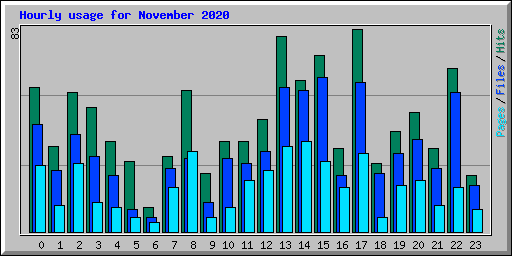 Hourly usage for November 2020
83
Pages/Files/Hits
0 1 2 3 4 5 6 7 8 9 10 11 12 13 14 15 16 17 18 19 20 21 22 23